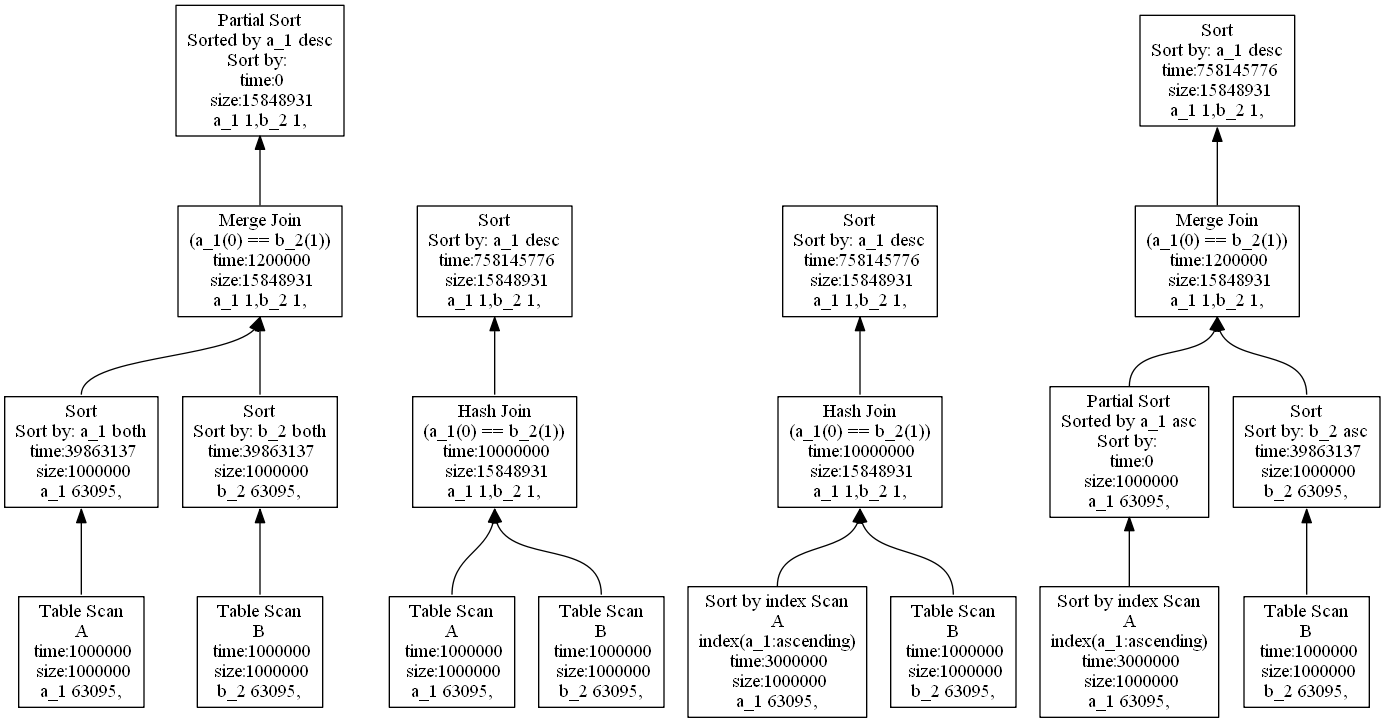 Partial Sort
Sorted by a_1 desc
Sort by:
time:0
size:15848931
a_1 1,b_2 1,
Merge Join
(a_1(0) == b_2(1))
time:1200000
size:15848931
a_1 1,b_2 1,
Sort
Sort by: a_1 both
time:39863137
size:1000000
a_1 63095,
Sort
Sort by: b_2 both
time:39863137
size:1000000
b_2 63095,
Table Scan
A
time:1000000
size:1000000
a_1 63095,
Table Scan
B
time:1000000
size:1000000
b_2 63095,
Sort
Sort by: a_1 desc
time:758145776
size:15848931
a_1 1,b_2 1,
Hash Join
(a_1(0) == b_2(1))
time:10000000
size:15848931
a_1 1,b_2 1,
Table Scan
A
time:1000000
size:1000000
a_1 63095,
Table Scan
B
time:1000000
size:1000000
b_2 63095,
Sort
Sort by: a_1 desc
time:758145776
size:15848931
a_1 1,b_2 1,
Hash Join
(a_1(0) == b_2(1))
time:10000000
size:15848931
a_1 1,b_2 1,
Sort by index Scan
A
index(a_1:ascending)
time:3000000
size:1000000
a_1 63095,
Table Scan
B
time:1000000
size:1000000
b_2 63095,
Sort
Sort by: a_1 desc
time:758145776
size:15848931
a_1 1,b_2 1,
Merge Join
(a_1(0) == b_2(1))
time:1200000
size:15848931
a_1 1,b_2 1,
Partial Sort
Sorted by a_1 asc
Sort by:
time:0
size:1000000
a_1 63095,
Sort
Sort by: b_2 asc
time:39863137
size:1000000
b_2 63095,
Sort by index Scan
A
index(a_1:ascending)
time:3000000
size:1000000
a_1 63095,
Table Scan
B
time:1000000
size:1000000
b_2 63095,